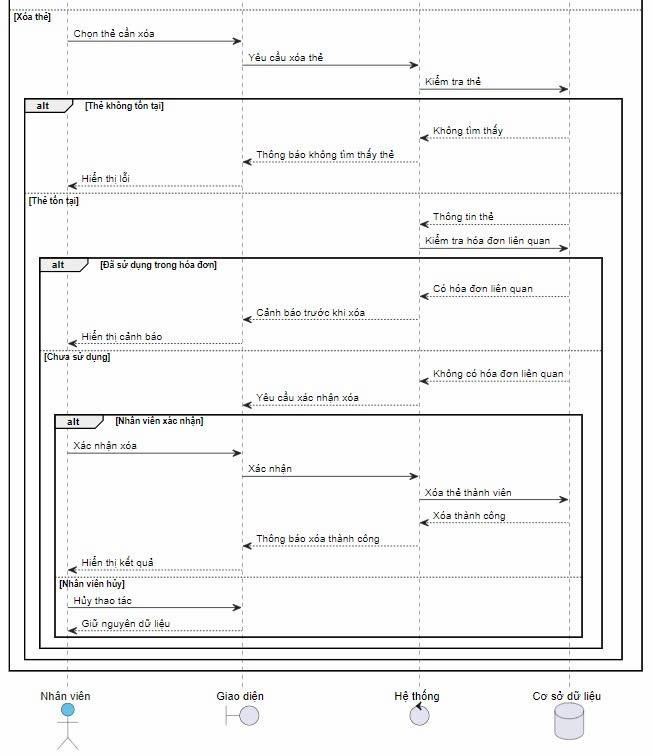 [Xóa thẻ]
Chọn thẻ cần xóa
Yêu cầu xóa thẻ
Kiểm tra thẻ
alt [Thẻ không tồn tại]
Không tìm thấy
Thông báo không tìm thấy thẻ
Hiển thị lỗi
[Thẻ tồn tại]
Thông tin thẻ
Kiểm tra hóa đơn liên quan
alt [Đã sử dụng trong hóa đơn]
Có hóa đơn liên quan
Cảnh báo trước khi xóa
Hiển thị cảnh báo
[Chưa sử dụng]
Không có hóa đơn liên quan
Yêu cầu xác nhận xóa
alt [Nhân viên xác nhận]
Xác nhận xóa
Xác nhận
Xóa thẻ thành viên
Xóa thành công
Thông báo xóa thành công
Hiển thị kết quả
[Nhân viên hủy]
Hủy thao tác
Giữ nguyên dữ liệu
Nhân viên Giao diện Hệ thống Cơ sở dữ liệu